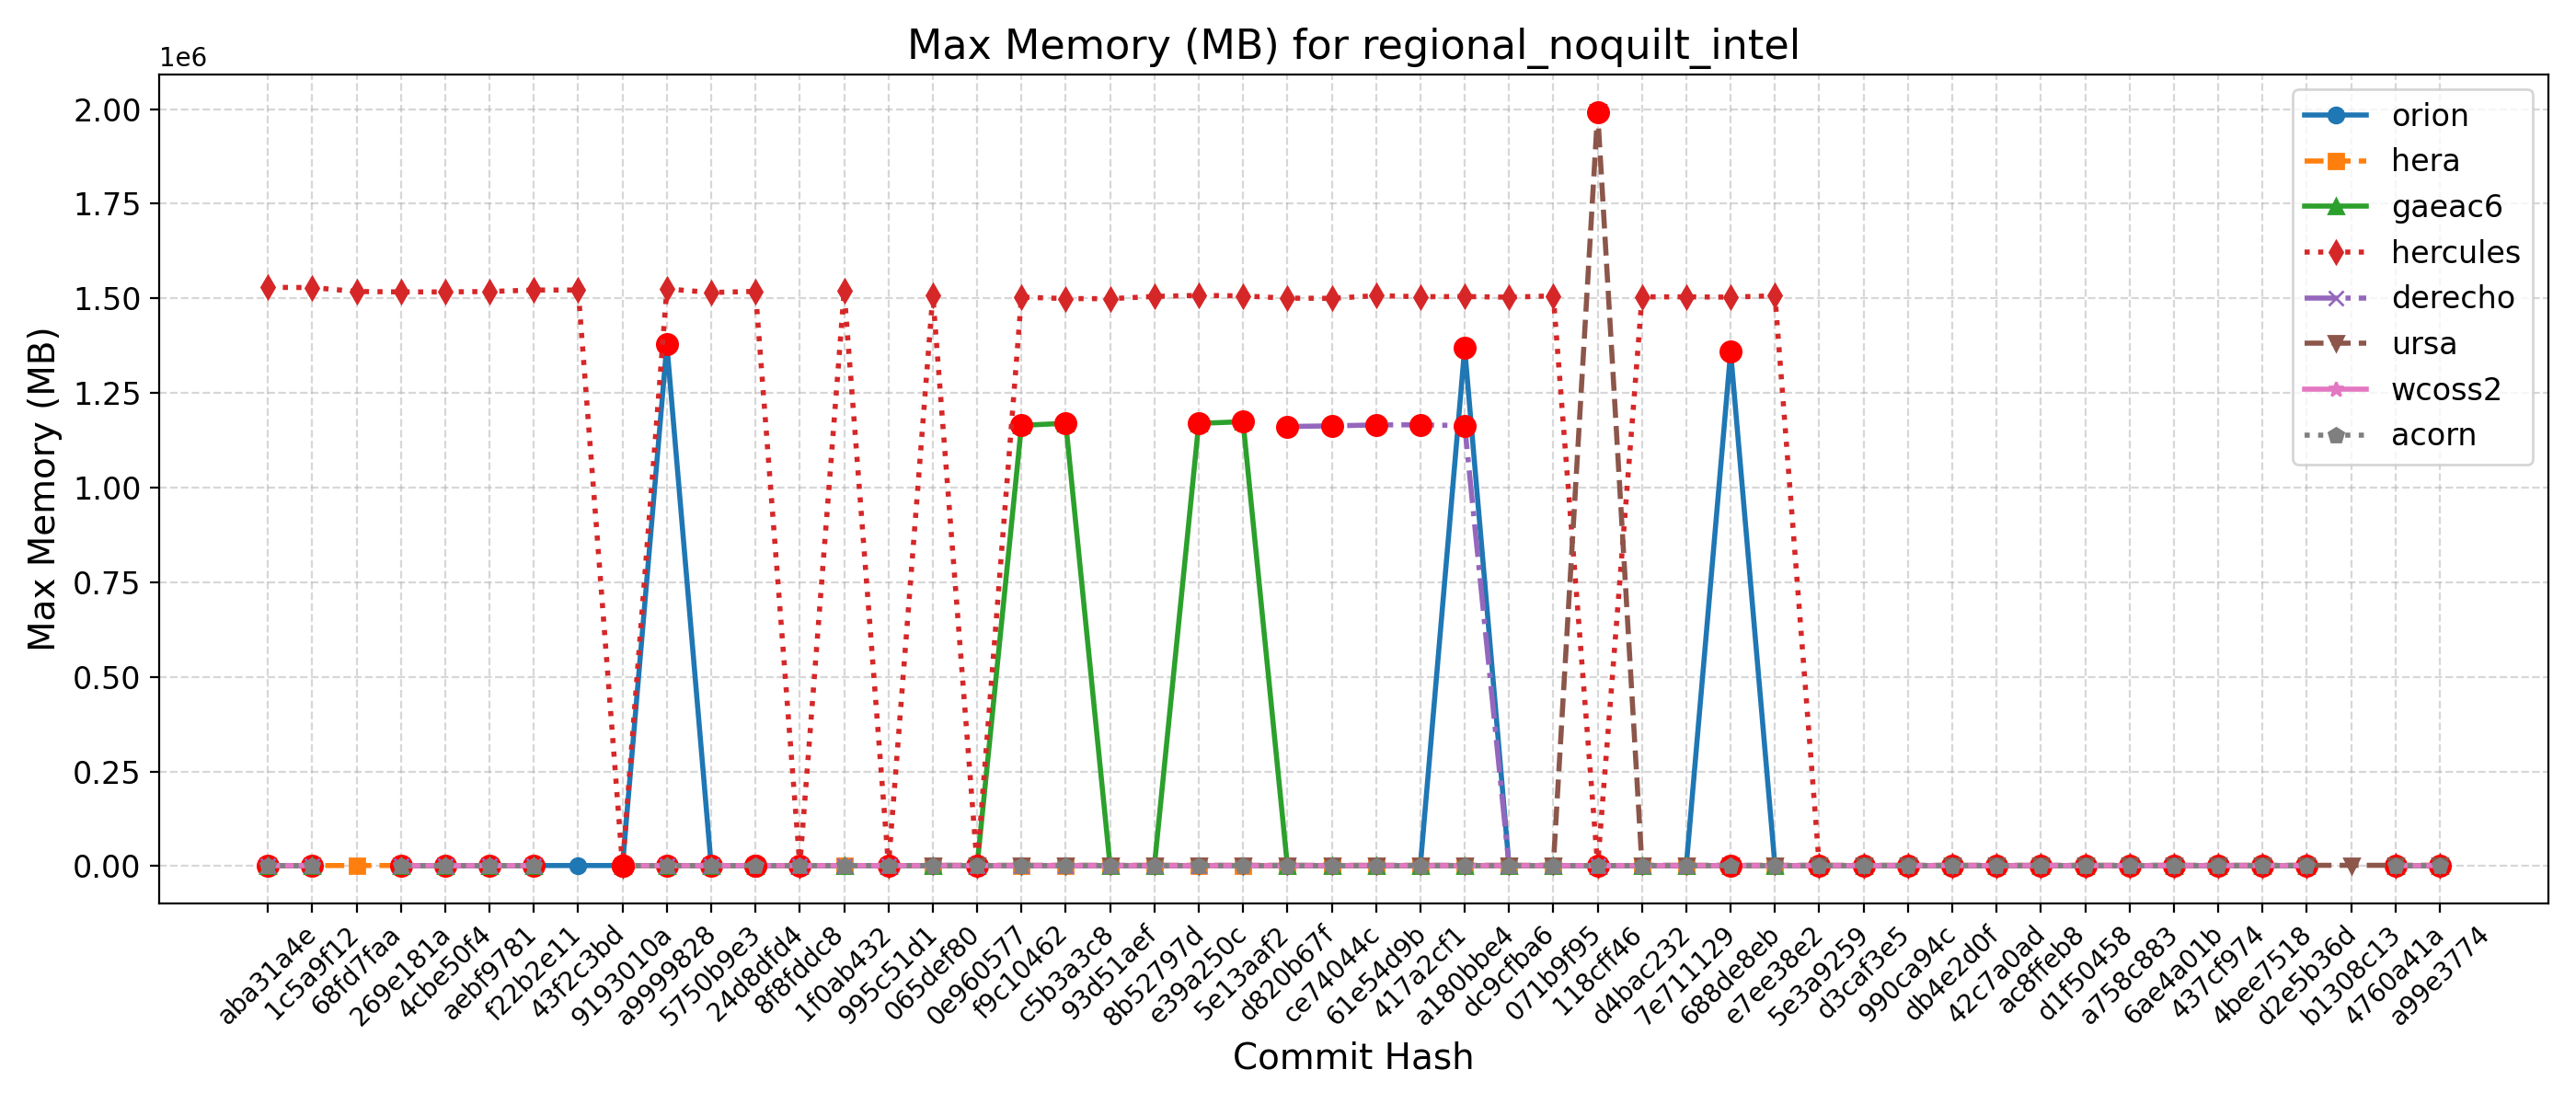 Max Memory (MB) for regional_noquilt_intel
1e6
2.00
1.75
1.50
1.25
1.00
0.75
0.50
0.25
0.00
Max Memory (MB)
orion
hera
gaeac6
hercules
derecho
ursa
wcoss2
acorn
aba31a4e
1c5a9f12
68fd7faa
269e181a
4cbe50f4
aebf9781
f22b2e11
43f2c3bd
9193010a
a9999828
5750b9e3
24d8dfd4
8f8fddc8
1f0ab432
995c51d1
065def80
0e960577
f9c10462
c5b3a3c8
93d51aef
8b52797d
e39a250c
5e13aaf2
d820b67f
ce74044c
61e54d9b
417a2cf1
a180bbe4
dc9cfba6
071b9f95
118cff46
d4bac232
7e711129
688de8eb
e7ee38e2
5e3a9259
d3caf3e5
990ca94c
db4e2d0f
42c7a0ad
ac8ffeb8
d1f50458
a758c883
6ae4a01b
437cf974
4bee7518
d2e5b36d
b1308c13
4760a41a
a99e3774
Commit Hash